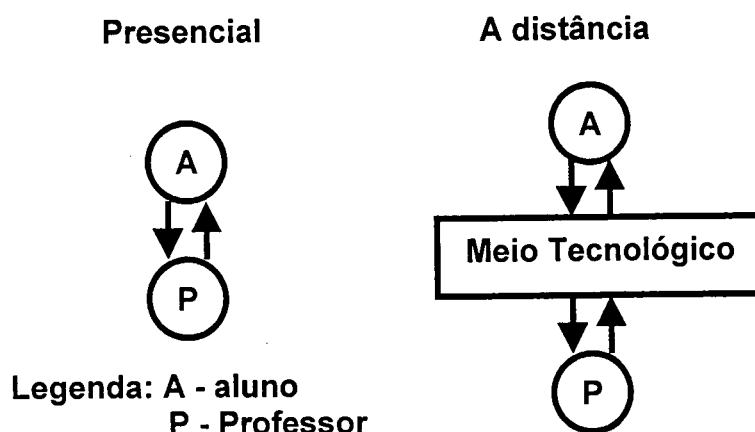 Presencial
A distância
A
A
Meio Tecnológico
P
P
Legenda: A - aluno
P - Professor